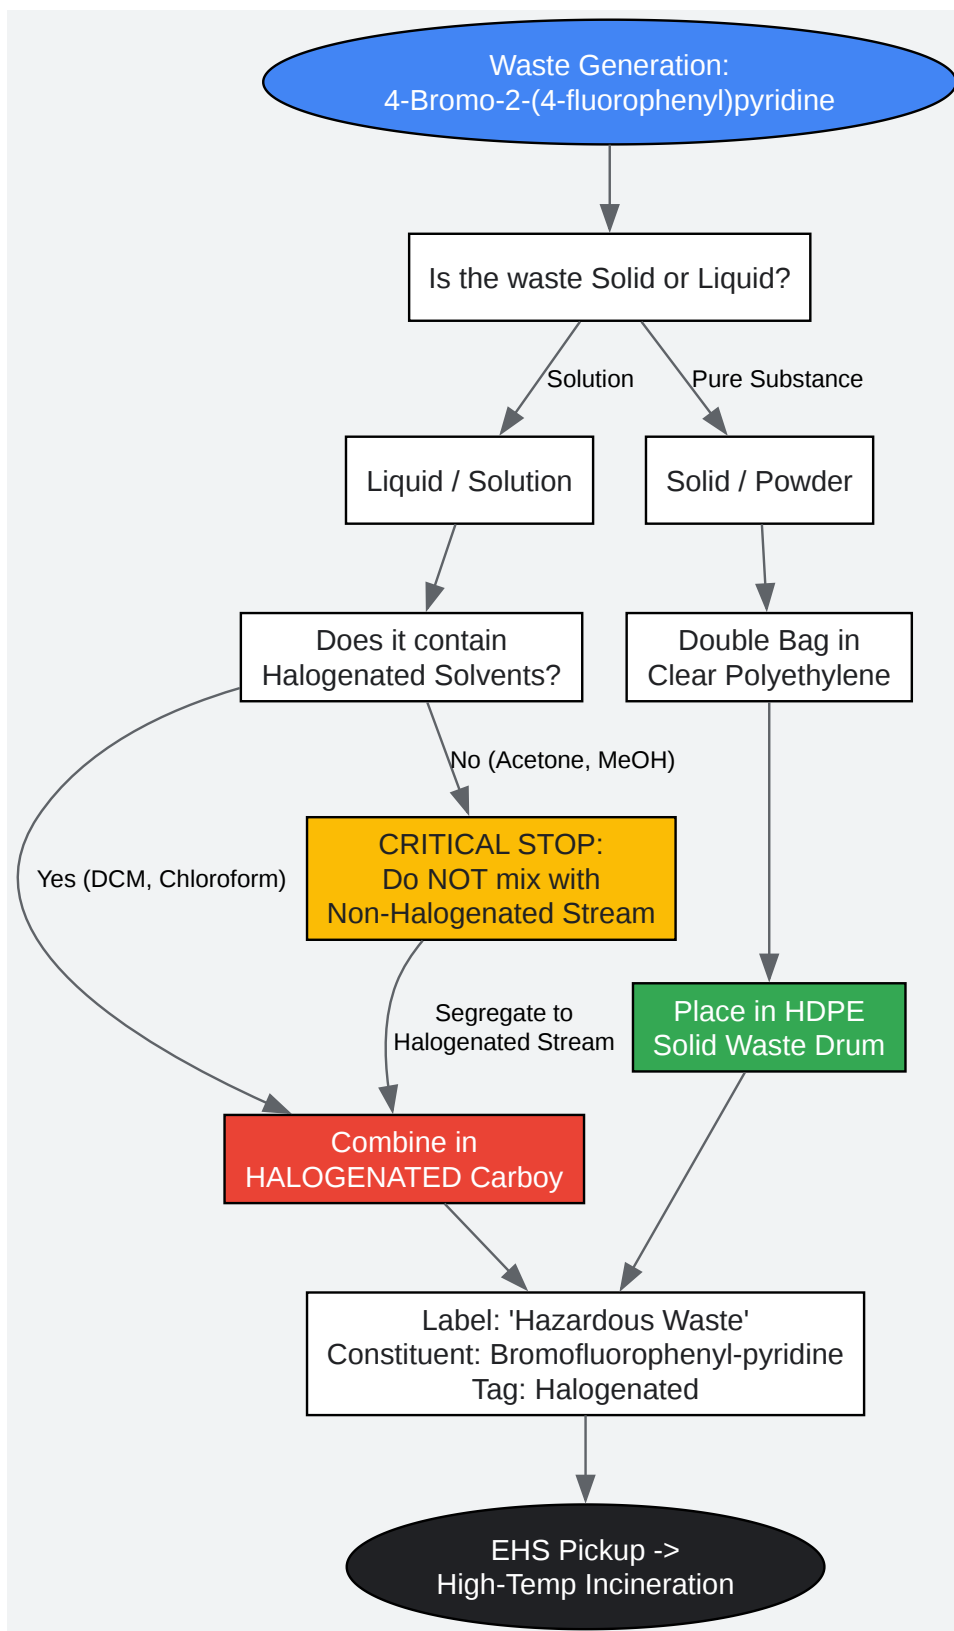 Waste Generation:
4-Bromo-2-(4-fluorophenyl)pyridine
Is the waste Solid or Liquid?
Solution
Pure Substance
Liquid / Solution
Solid / Powder
Does it contain
Halogenated Solvents?
Double Bag in
Clear Polyethylene
No (Acetone, MeOH)
CRITICAL STOP:
Do NOT mix with
Non-Halogenated Stream
Yes (DCM, Chloroform)
Segregate to
Halogenated Stream
Place in HDPE
Solid Waste Drum
Combine in
HALOGENATED Carboy
Label: 'Hazardous Waste'
Constituent: Bromofluorophenyl-pyridine
Tag: Halogenated
EHS Pickup ->
High-Temp Incineration